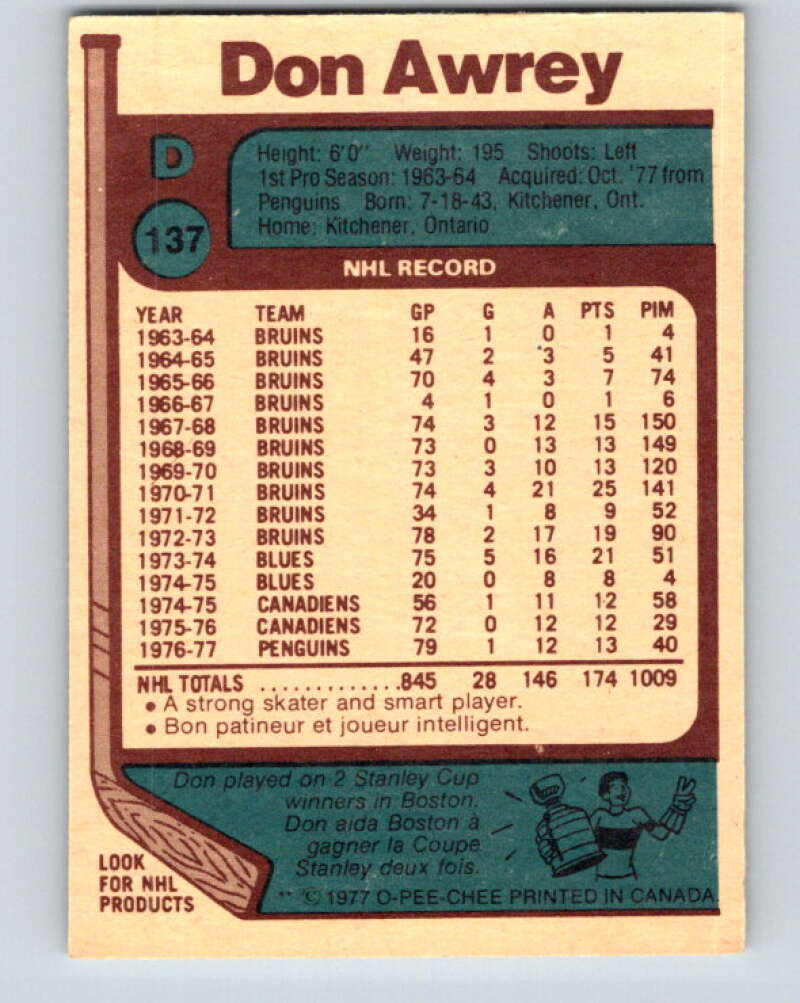 Don Awrey
D
137
Height: 6'0" Weight: 195 Shoots: Left
1st Pro Season: 1963-64 Acquired: Oct. '77 from
Penguins Born: 7-18-43, Kitchener, Ont.
Home: Kitchener, Ontario
NHL RECORD
YEAR TEAM GP G A PTS PIM
1963-64 BRUINS 16 1 0 1 4
1964-65 BRUINS 47 2 3 5 41
1965-66 BRUINS 70 4 3 7 74
1966-67 BRUINS 4 1 0 1 6
1967-68 BRUINS 74 3 12 15 150
1968-69 BRUINS 73 0 13 13 149
1969-70 BRUINS 73 3 10 13 120
1970-71 BRUINS 74 4 21 25 141
1971-72 BRUINS 34 1 8 9 52
1972-73 BRUINS 78 2 17 19 90
1973-74 BLUES 75 5 16 21 51
1974-75 BLUES 20 0 8 8 4
1974-75 CANADIENS 56 1 11 12 58
1975-76 CANADIENS 72 0 12 12 29
1976-77 PENGUINS 79 1 12 13 40
NHL TOTALS .............845 28 146 174 1009
• A strong skater and smart player.
• Bon patineur et joueur intelligent.
Don played on 2 Stanley Cup
winners in Boston.
Don aida Boston à
gagner la Coupe
Stanley deux fois.
LOOK
FOR NHL
PRODUCTS
** © 1977 O-PEE-CHEE PRINTED IN CANADA